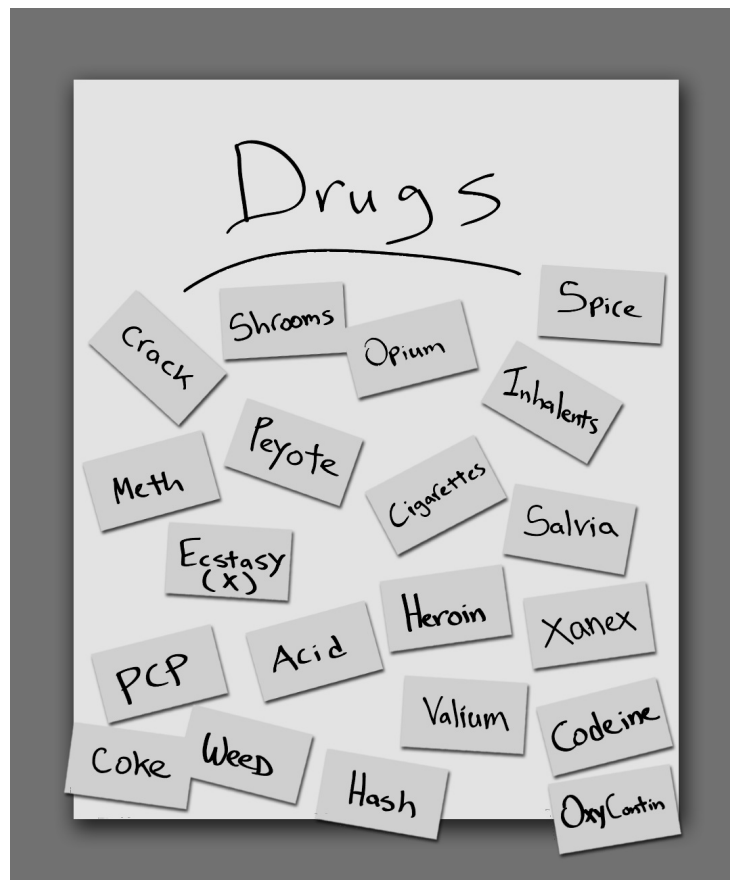 Drugs
Spice
Shrooms
Opium
Crack
Inhalents
Peyote
Meth
Cigarettes
Salvia
Ecstasy
(X)
Heroin
Xanex
Acid
PCP
Valium
Codeine
Weed
Coke
Hash
OxyContin